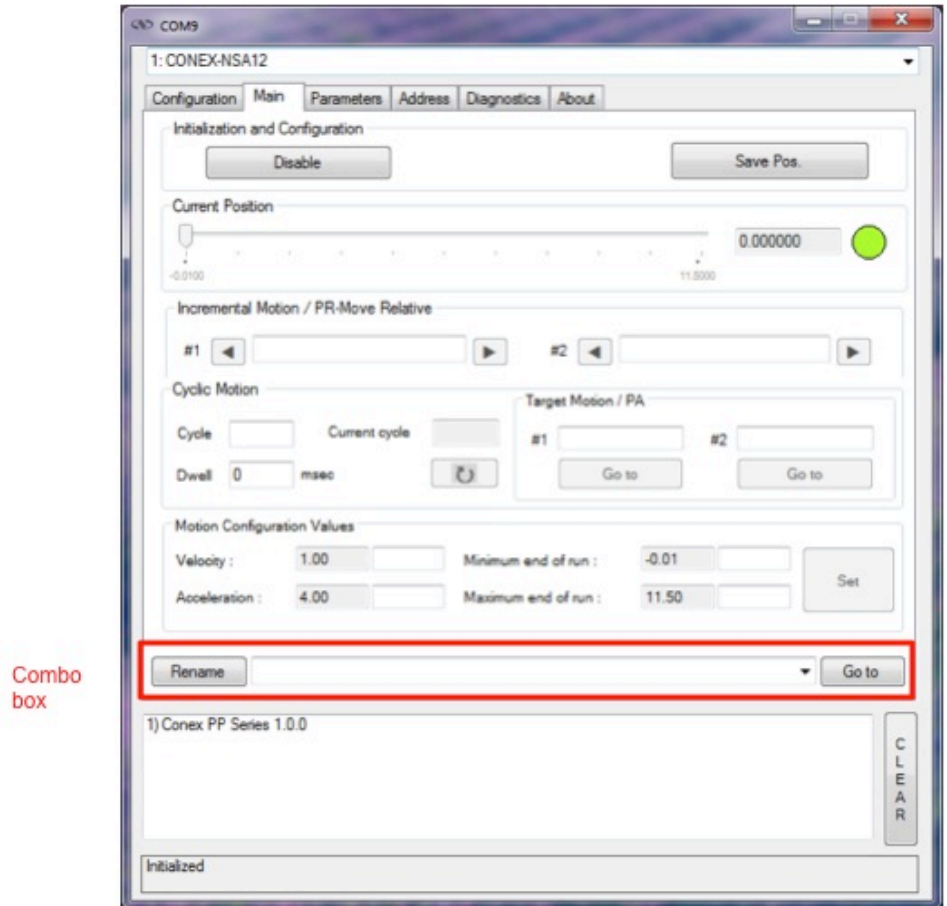 COM9
1: CONEX-NSA12
Configuration Main Parameters Address Diagnostics About
Initialization and Configuration
Disable Save Pos.
Current Position
0.000000
-0.0100 11.5000
Incremental Motion / PR-Move Relative
#1 #2
Cyclic Motion
Target Motion / PA
Cycle Current cycle
#1 #2
Dwell 0 msec
Go to Go to
Motion Configuration Values
Velocity : 1.00 Minimum end of run : -0.01
Set
Acceleration : 4.00 Maximum end of run : 11.50
Combo
box
Rename Go to
1) Conex PP Series 1.0.0
CLEAR
Initialized